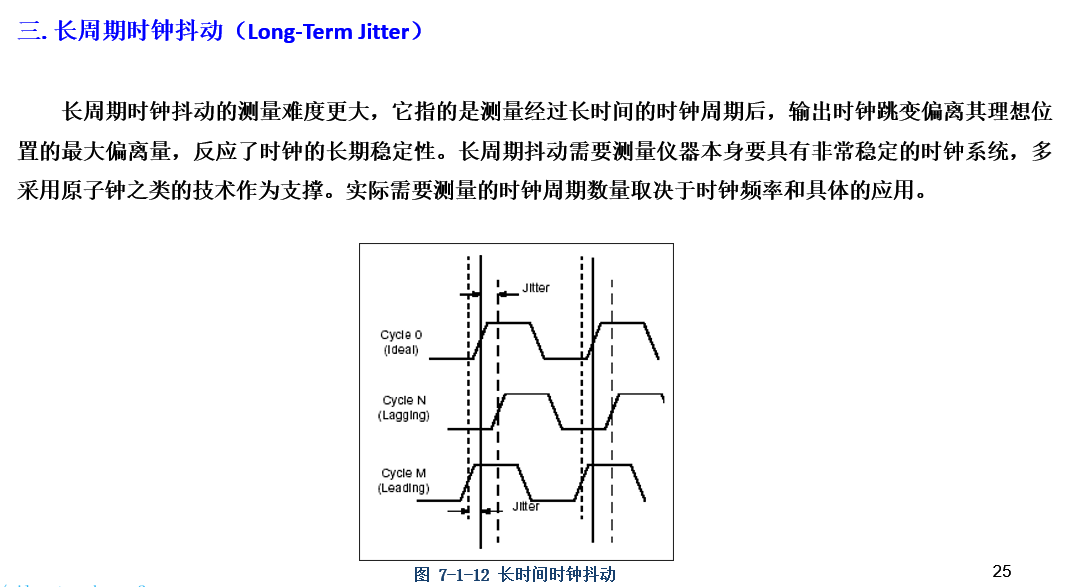 三. 长周期时钟抖动（Long-Term Jitter）
长周期时钟抖动的测量难度更大，它指的是测量经过长时间的时钟周期后，输出时钟跳变偏离其理想位
置的最大偏离量，反应了时钟的长期稳定性。长周期抖动需要测量仪器本身要具有非常稳定的时钟系统，多
采用原子钟之类的技术作为支撑。实际需要测量的时钟周期数量取决于时钟频率和具体的应用。
Jitter
Cycle 0
(Ideal)
Cycle N
(Lagging)
Cycle M
(Leading)
Jitter
图 7-1-12 长时间时钟抖动
25